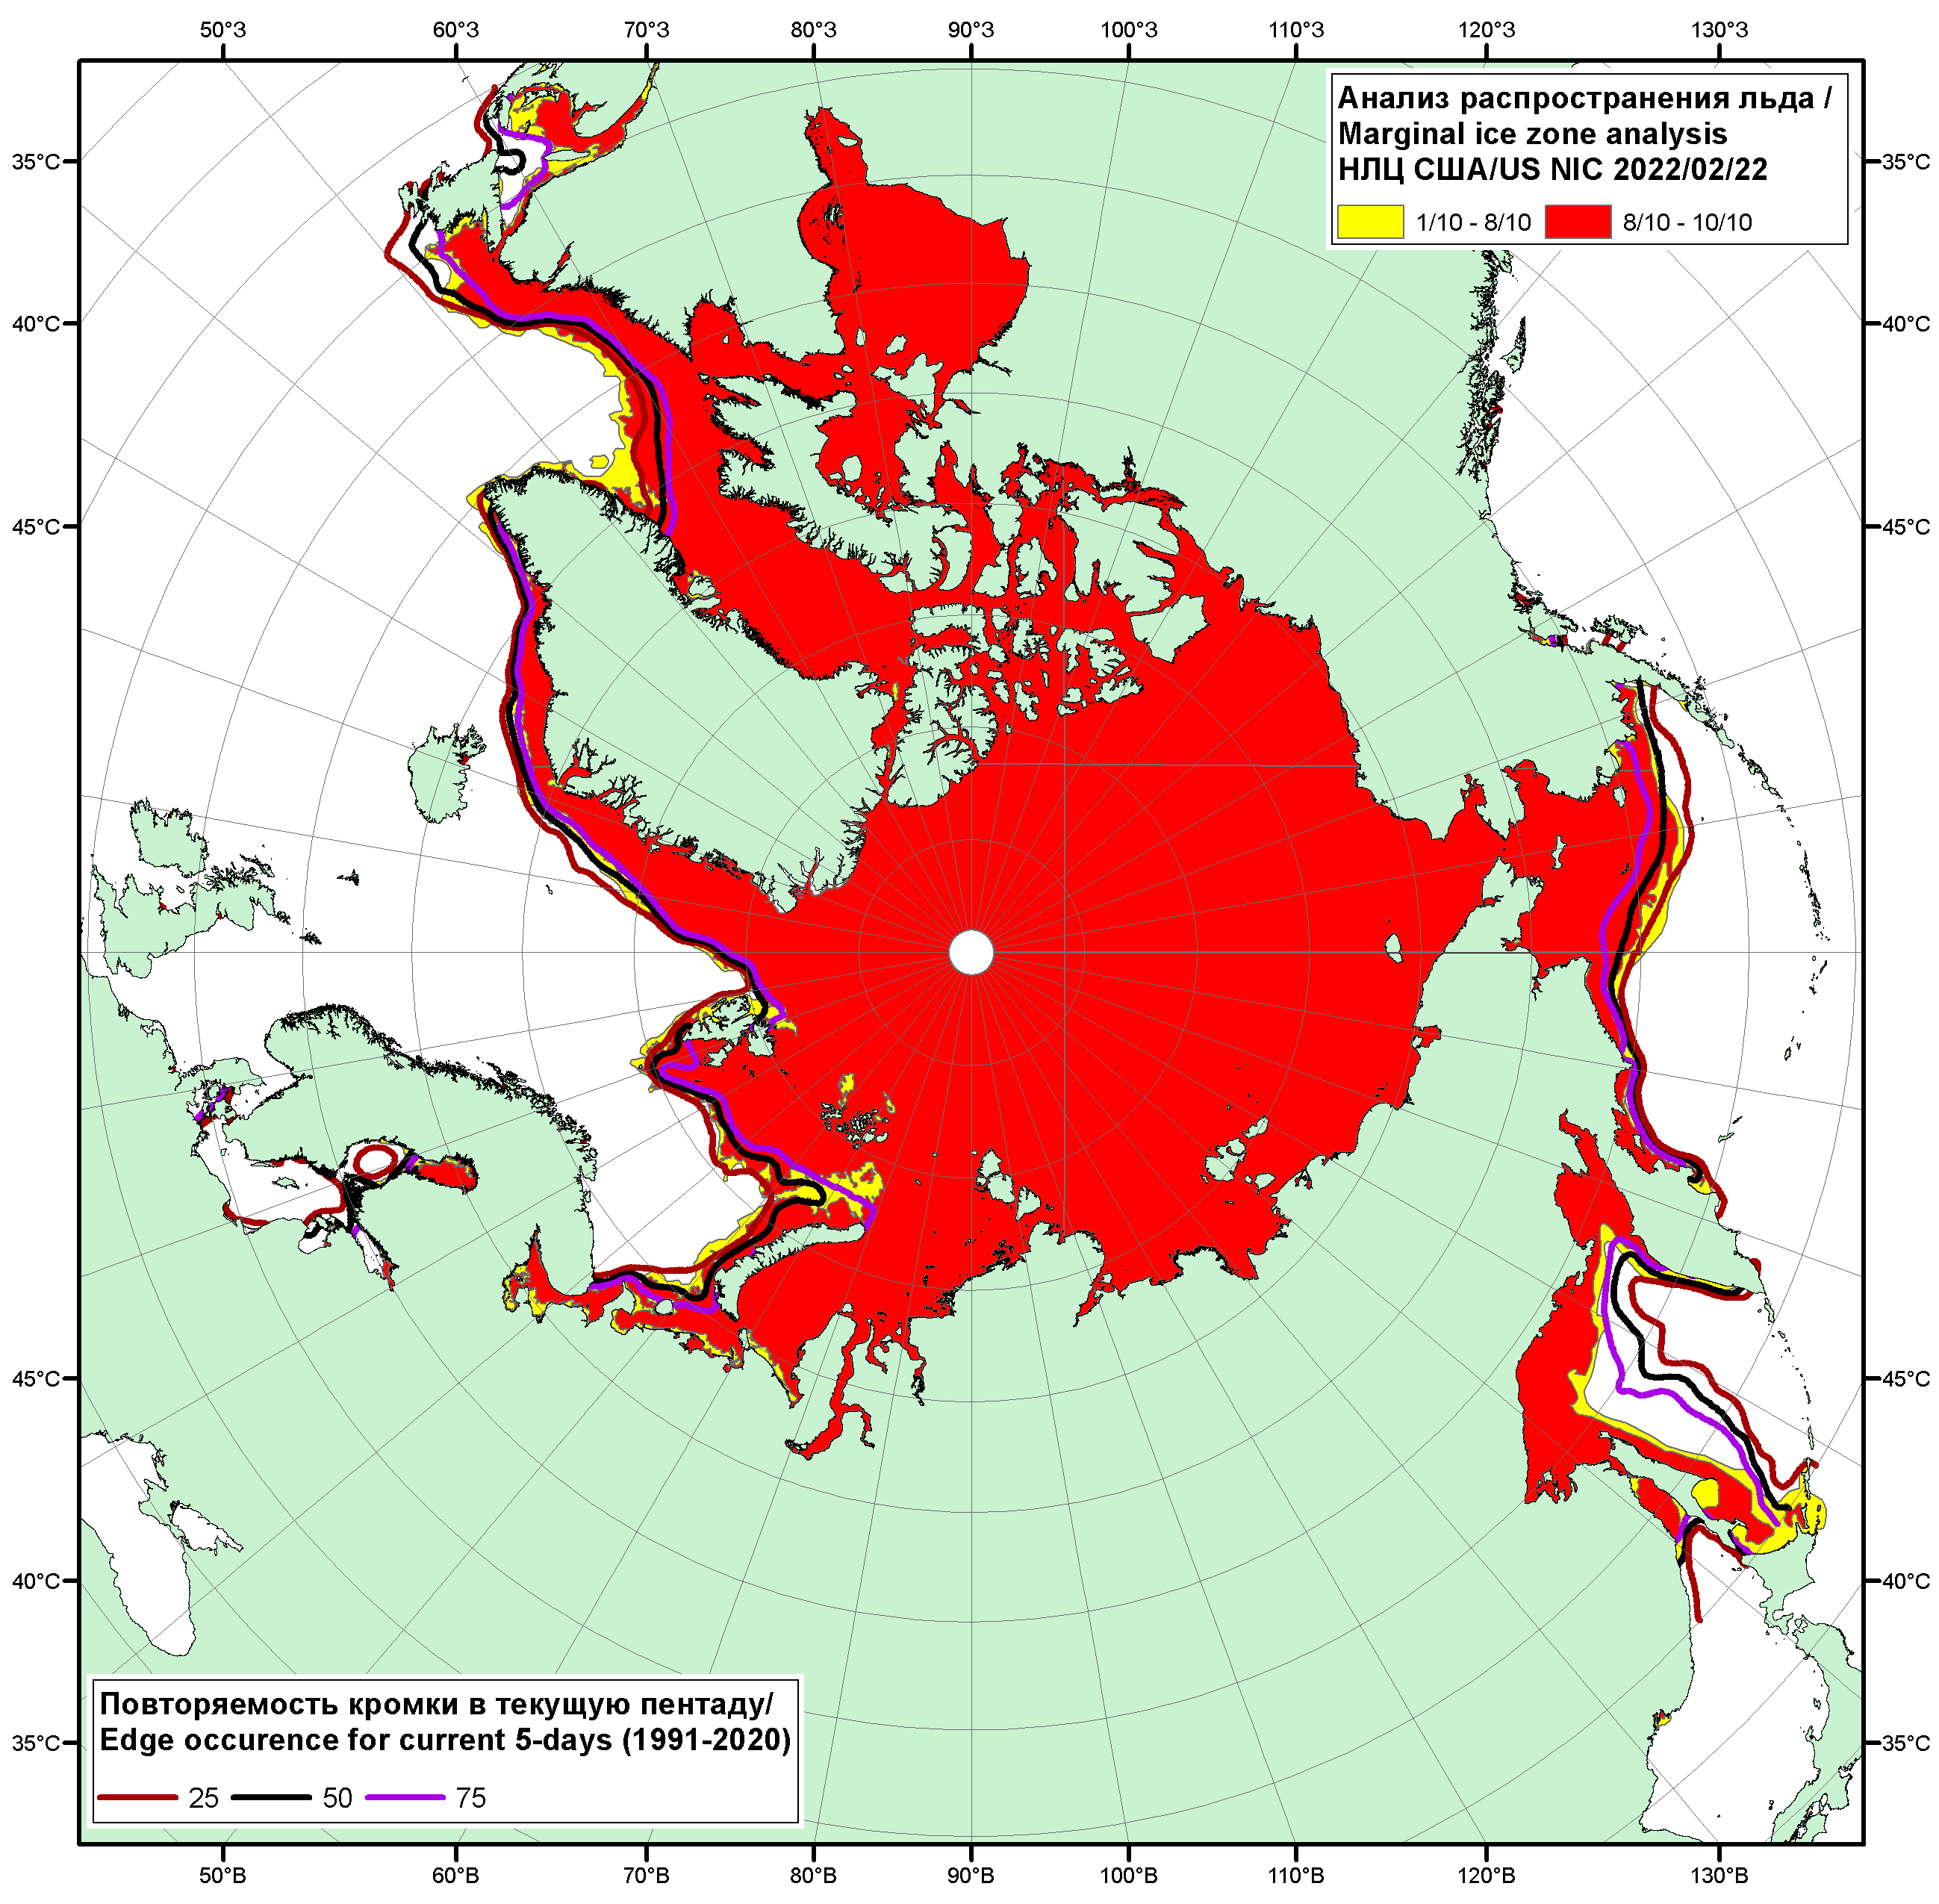 50°З 60°З 70°З 80°З 90°З 100°З 110°З 120°З 130°З
Анализ распространения льда /
Marginal ice zone analysis
НЛЦ США/US NIC 2022/02/22
1/10 - 8/10 8/10 - 10/10
35°С 35°С
40°С 40°С
45°С 45°С
45°С 45°С
40°С 40°С
35°С 35°С
Повторяемость кромки в текущую пентаду/
Edge occurence for current 5-days (1991-2020)
25 50 75
50°В 60°В 70°В 80°В 90°В 100°В 110°В 120°В 130°В